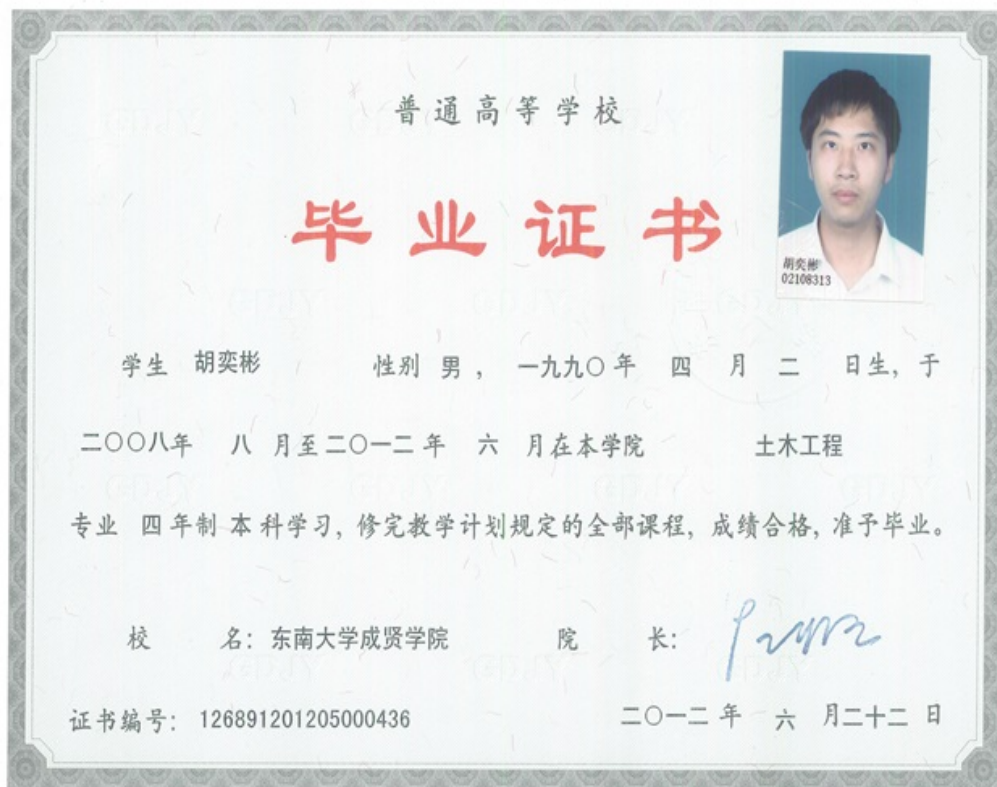 普通高等学校
毕业证书
胡奕彬
02108313
学生 胡奕彬 性别 男， 一九九〇年 四 月 二 日生，于
二〇〇八年 八 月至二〇一二年 六 月在本学院 土木工程
专业 四年制 本科学习，修完教学计划规定的全部课程，成绩合格，准予毕业。
校 名：东南大学成贤学院 院 长：
证书编号：126891201205000436 二〇一二年 六 月二十二日